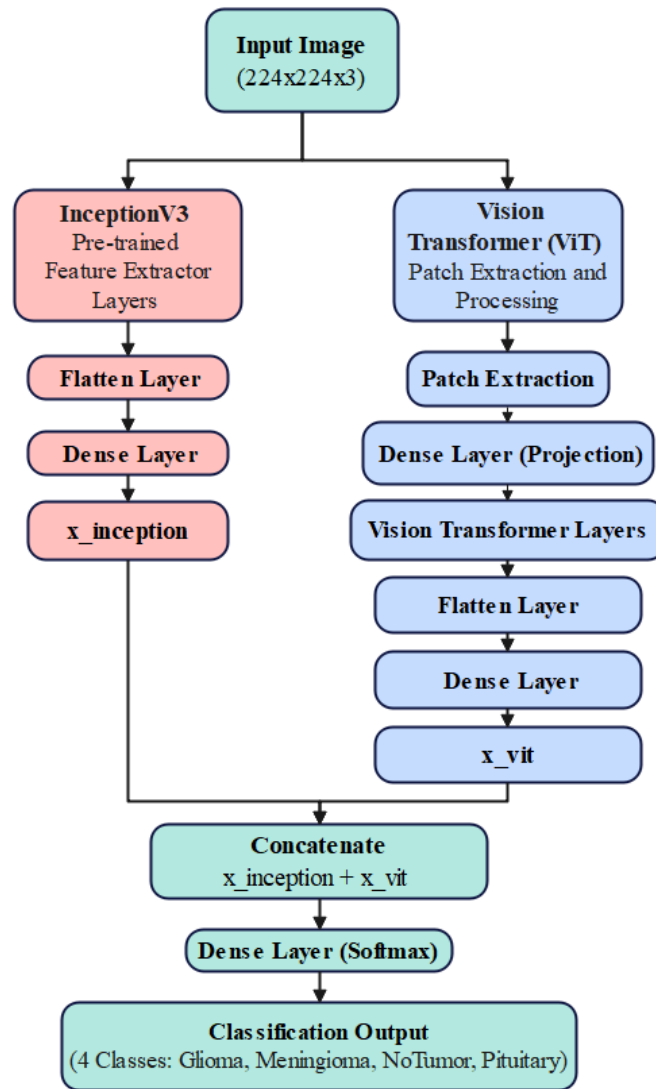 Input Image
(224x224x3)
InceptionV3
Pre-trained
Feature Extractor
Layers
Flatten Layer
Dense Layer
x_inception
Vision
Transformer (ViT)
Patch Extraction and
Processing
Patch Extraction
Dense Layer (Projection)
Vision Transformer Layers
Flatten Layer
Dense Layer
x_vit
Concatenate
x_inception + x_vit
Dense Layer (Softmax)
Classification Output
(4 Classes: Glioma, Meningioma, NoTumor, Pituitary)